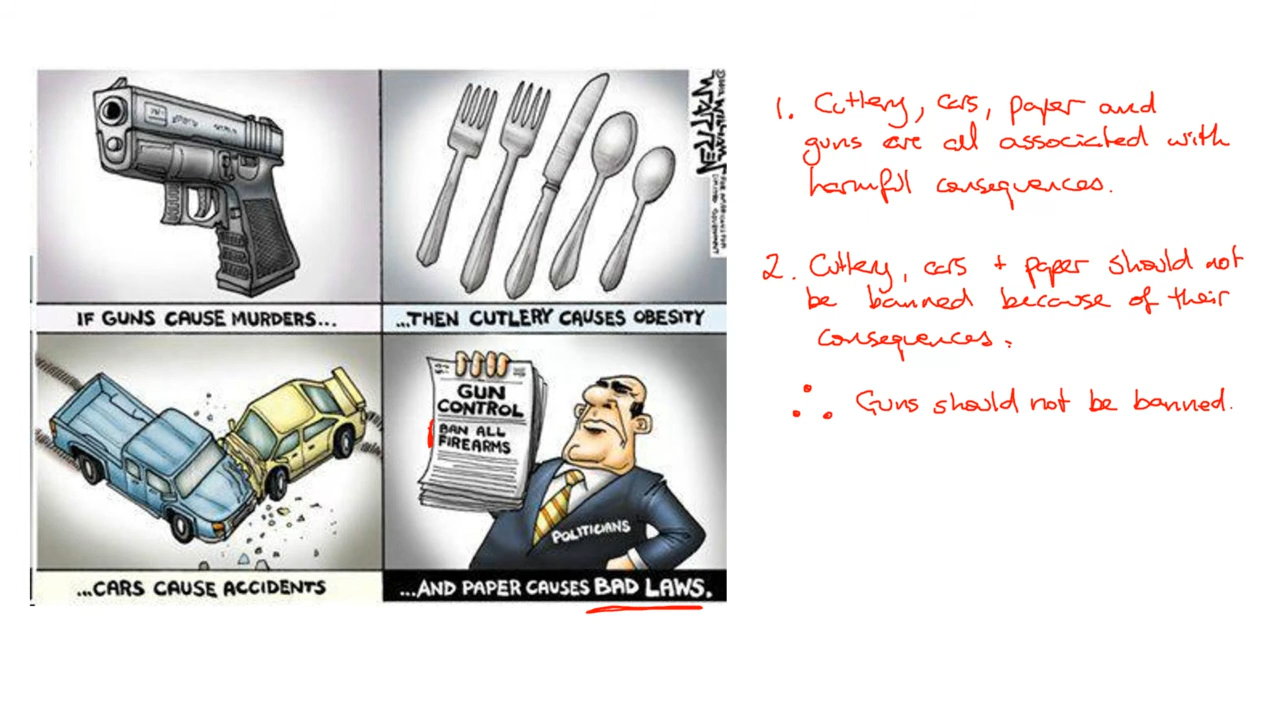 IF GUNS CAUSE MURDERS...
...THEN CUTLERY CAUSES OBESITY
WARREN
GUN
CONTROL
BAN ALL
FIREARMS
POLITICIANS
...CARS CAUSE ACCIDENTS
...AND PAPER CAUSES BAD LAWS.
1. Cutlery, cars, paper and
guns are all associated with
harmful consequences.
2. Cutlery, cars + paper should not
be banned because of their
consequences.
∴ Guns should not be banned.